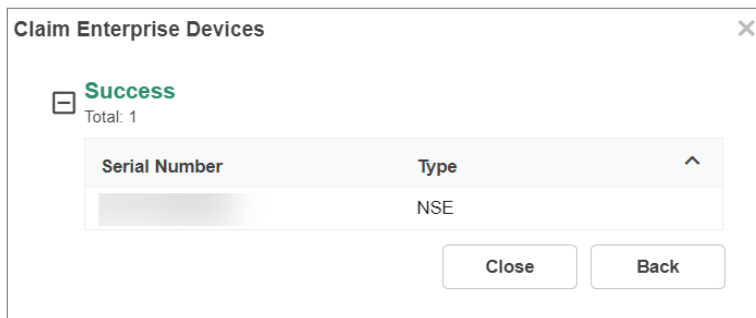 Claim Enterprise Devices
Success
Total: 1
Serial Number Type
NSE
Close Back